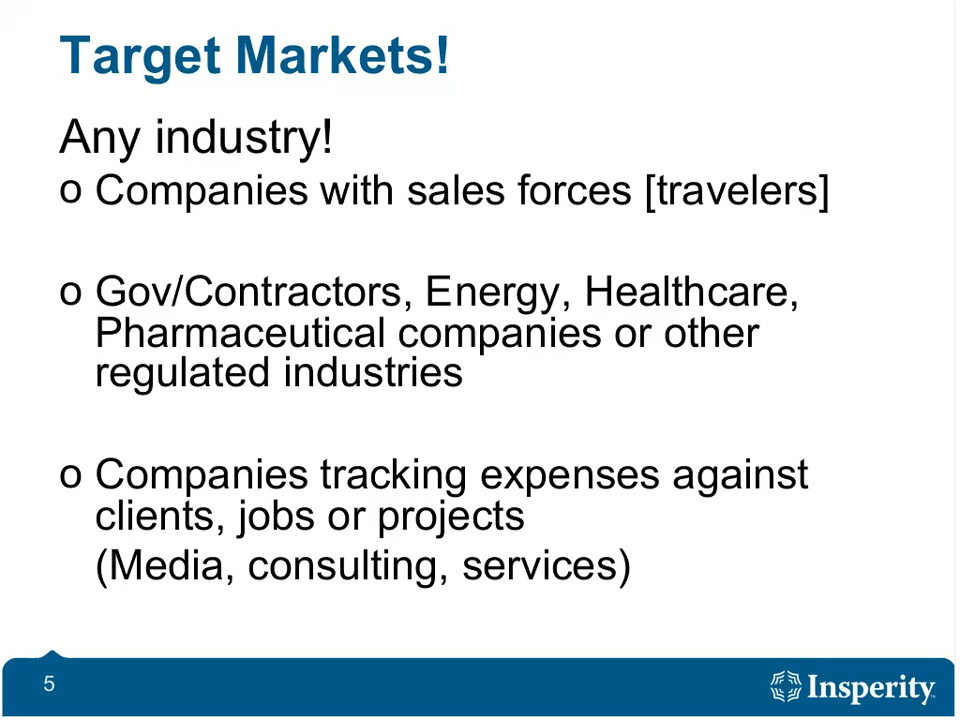 Target Markets!
Any industry!
o Companies with sales forces [travelers]
o Gov/Contractors, Energy, Healthcare,
Pharmaceutical companies or other
regulated industries
o Companies tracking expenses against
clients, jobs or projects
(Media, consulting, services)
5
Insperity